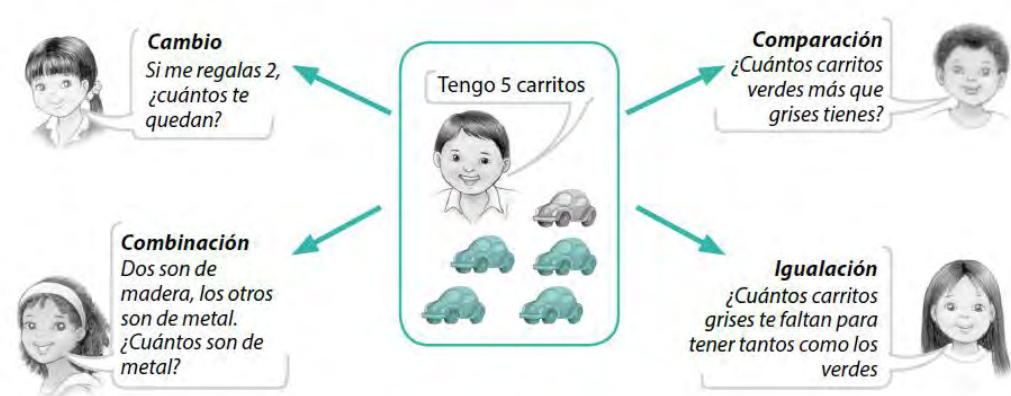 Cambio
Si me regalas 2,
¿cuántos te
quedan?
Tengo 5 carritos
Comparación
¿Cuántos carritos
verdes más que
grises tienes?
Combinación
Dos son de
madera, los otros
son de metal.
¿Cuántos son de
metal?
Igualación
¿Cuántos carritos
grises te faltan para
tener tantos como los
verdes